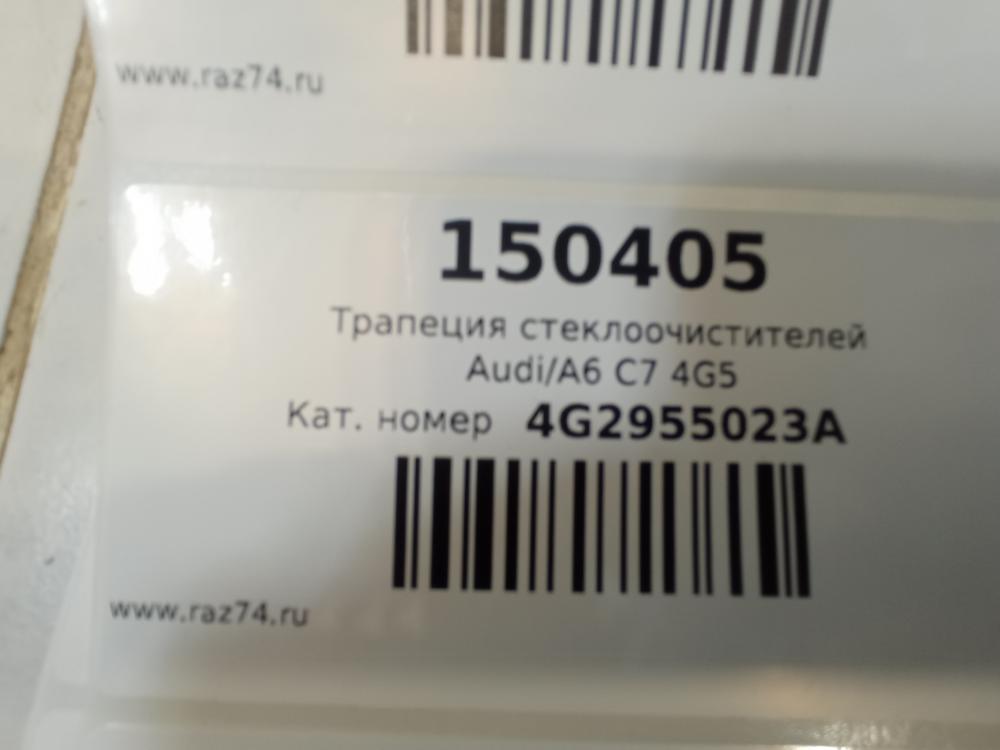 www.raz74.ru
150405
Трапеция стеклоочистителей
Audi/A6 C7 4G5
Кат. номер 4G2955023A
www.raz74.ru